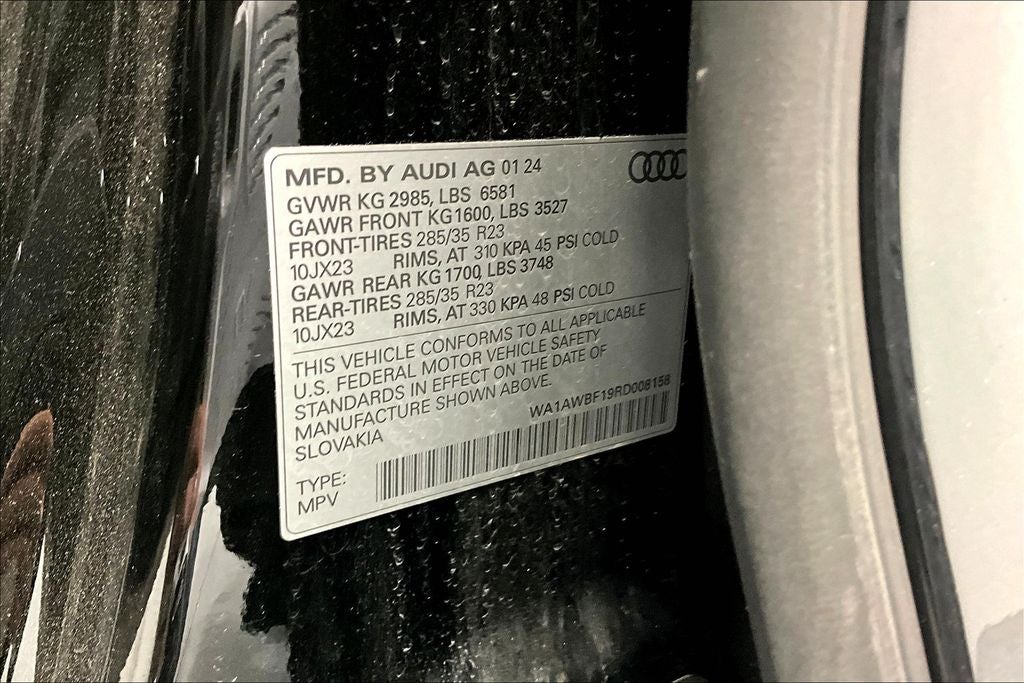 MFD. BY AUDI AG 01 24
GVWR KG 2985, LBS 6581
GAWR FRONT KG1600, LBS 3527
FRONT-TIRES 285/35 R23
10JX23 RIMS, AT 310 KPA 45 PSI COLD
GAWR REAR KG1700, LBS 3748
REAR-TIRES 285/35 R23
10JX23 RIMS, AT 330 KPA 48 PSI COLD
THIS VEHICLE CONFORMS TO ALL APPLICABLE
U.S. FEDERAL MOTOR VEHICLE SAFETY
STANDARDS IN EFFECT ON THE DATE OF
MANUFACTURE SHOWN ABOVE.
SLOVAKIA
WA1AWBF19RD008158
TYPE:
MPV